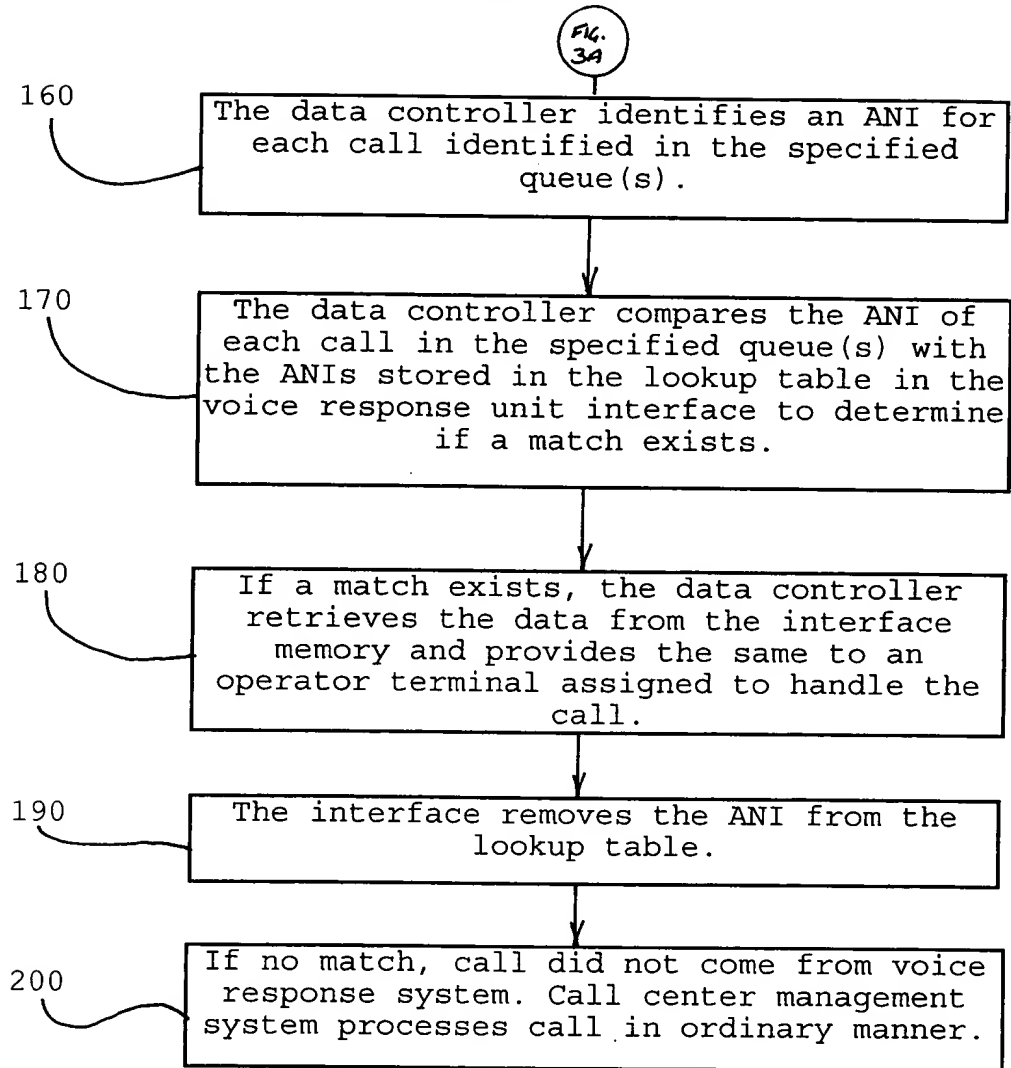 FIG.
3A
160
The data controller identifies an ANI for
each call identified in the specified
queue(s).
170
The data controller compares the ANI of
each call in the specified queue(s) with
the ANIs stored in the lookup table in the
voice response unit interface to determine
if a match exists.
180
If a match exists, the data controller
retrieves the data from the interface
memory and provides the same to an
operator terminal assigned to handle the
call.
190
The interface removes the ANI from the
lookup table.
200
If no match, call did not come from voice
response system. Call center management
system processes call in ordinary manner.